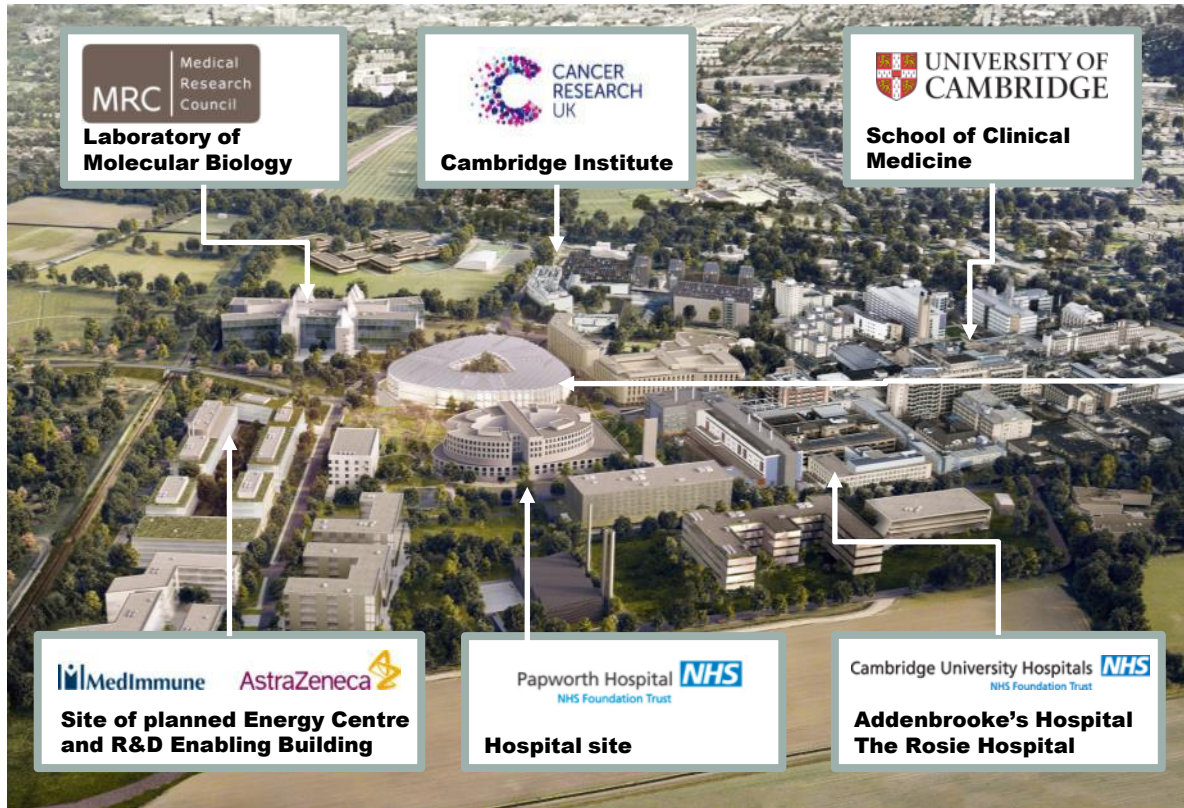 MRC
Medical
Research
Council
Laboratory of
Molecular Biology
CANCER
RESEARCH
UK
Cambridge Institute
UNIVERSITY OF
CAMBRIDGE
School of Clinical
Medicine
MedImmune
AstraZeneca
Site of planned Energy Centre
and R&D Enabling Building
Papworth Hospital NHS
NHS Foundation Trust
Hospital site
Cambridge University Hospitals NHS
NHS Foundation Trust
Addenbrooke’s Hospital
The Rosie Hospital